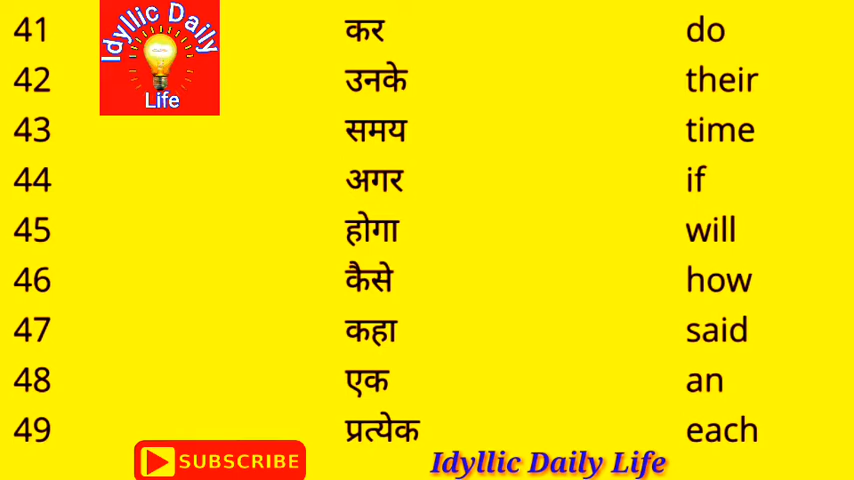 Idyllic Daily
Life
41 कर do
42 उनके their
43 समय time
44 अगर if
45 होगा will
46 कैसे how
47 कहा said
48 एक an
49 प्रत्येक each
SUBSCRIBE
Idyllic Daily Life